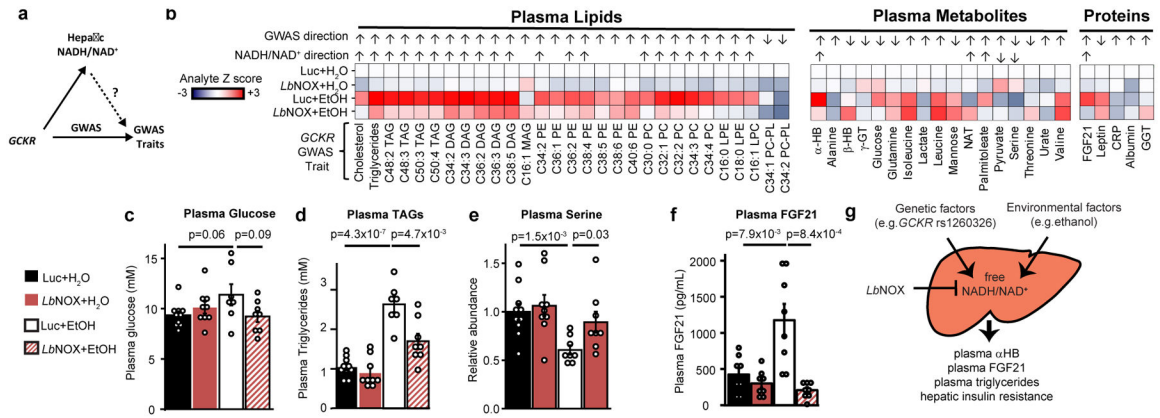 a
Hepa▯c
NADH/NAD⁺
?
GCKR
GWAS
GWAS
Traits
b
Plasma Lipids
Plasma Metabolites
Proteins
GWAS direction
↑ ↑ ↑ ↑ ↑ ↑ ↑ ↑ ↑ ↑ ↑ ↑ ↑ ↑ ↑ ↑ ↑ ↑ ↑ ↑ ↑ ↑ ↑ ↑ ↑ ↓ ↓
NADH/NAD⁺ direction
Luc+H₂O
LbNOX+H₂O
Luc+EtOH
LbNOX+EtOH
Analyte Z score
-3
+3
GCKR
GWAS
Trait
Cholesterol
Triglycerides
C48:2 TAG
C48:3 TAG
C50:3 TAG
C50:4 TAG
C34:2 DAG
C34:3 DAG
C36:2 DAG
C36:3 DAG
C38:5 DAG
C16:1 MAG
C34:2 PE
C36:1 PE
C36:2 PE
C38:4 PE
C38:5 PE
C38:6 PE
C40:6 PE
C30:0 PC
C32:1 PC
C32:2 PC
C34:3 PC
C34:4 PC
C16:0 LPE
C18:0 LPE
C16:1 LPC
C34:1 PC-PL
C34:2 PC-PL
α-HB
Alanine
β-HB
γ-GT
Glucose
Glutamine
Isoleucine
Lactate
Leucine
Mannose
NAT
Palmitoleate
Pyruvate
Serine
Threonine
Urate
Valine
FGF21
Leptin
CRP
Albumin
GGT
Luc+H₂O
LbNOX+H₂O
Luc+EtOH
LbNOX+EtOH
c
Plasma Glucose
p=0.06
p=0.09
Plasma glucose (mM)
15
10
5
0
d
Plasma TAGs
p=4.3x10⁻⁷
p=4.7x10⁻³
Plasma Triglycerides (mM)
3
2
1
0
e
Plasma Serine
p=1.5x10⁻³
p=0.03
Relative abundance
2.0
1.5
1.0
0.5
0.0
f
Plasma FGF21
p=7.9x10⁻³
p=8.4x10⁻⁴
Plasma FGF21 (pg/mL)
2000
1500
1000
500
0
g
Genetic factors
(e.g.GCKR rs1260326)
Environmental factors
(e.g.ethanol)
LbNOX
free
NADH/NAD⁺
plasma αHB
plasma FGF21
plasma triglycerides
hepatic insulin resistance